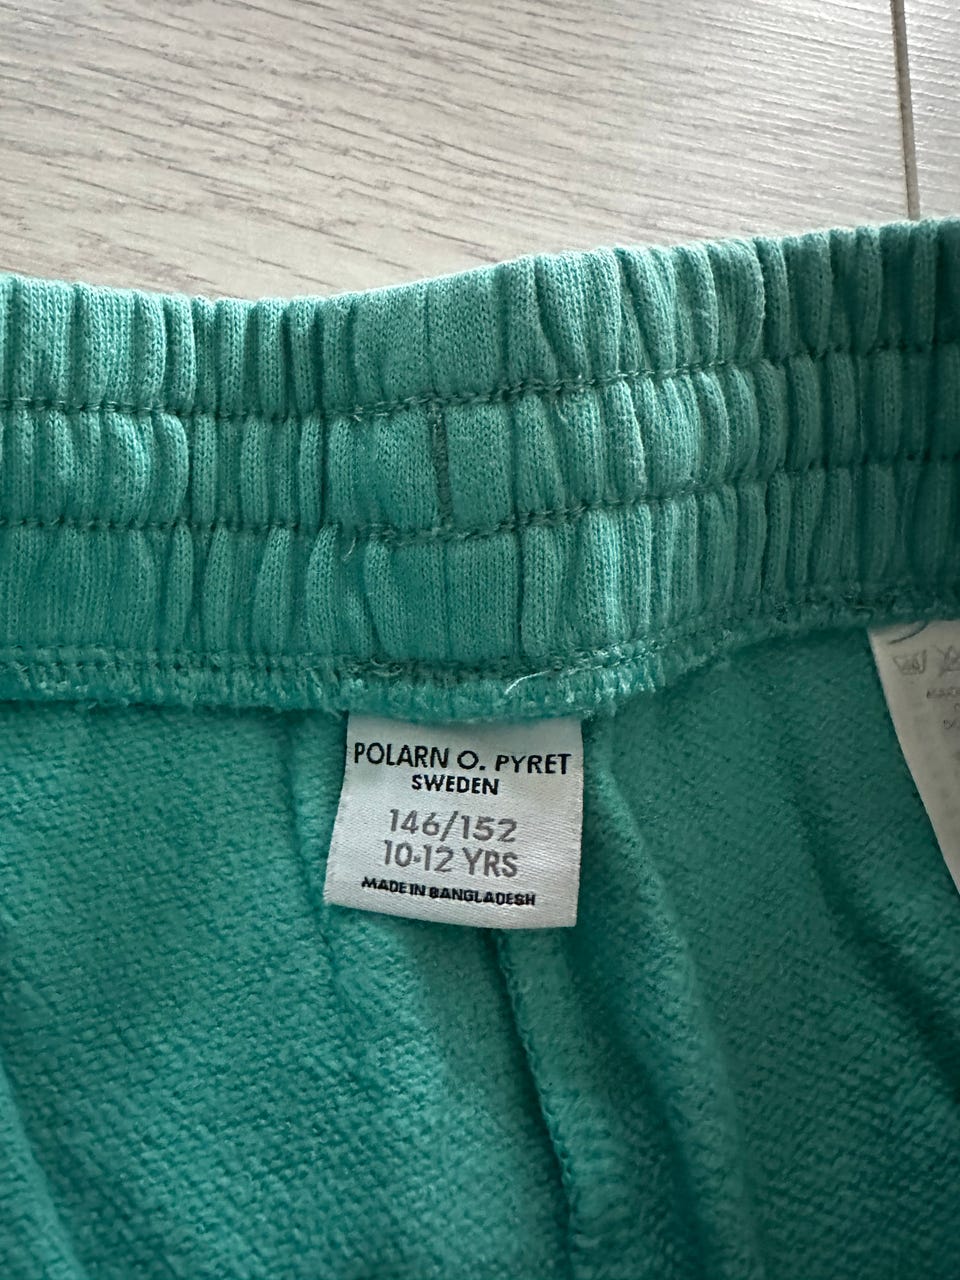 POLARN O. PYRET
SWEDEN
146/152
10-12 YRS
MADE IN BANGLADESH